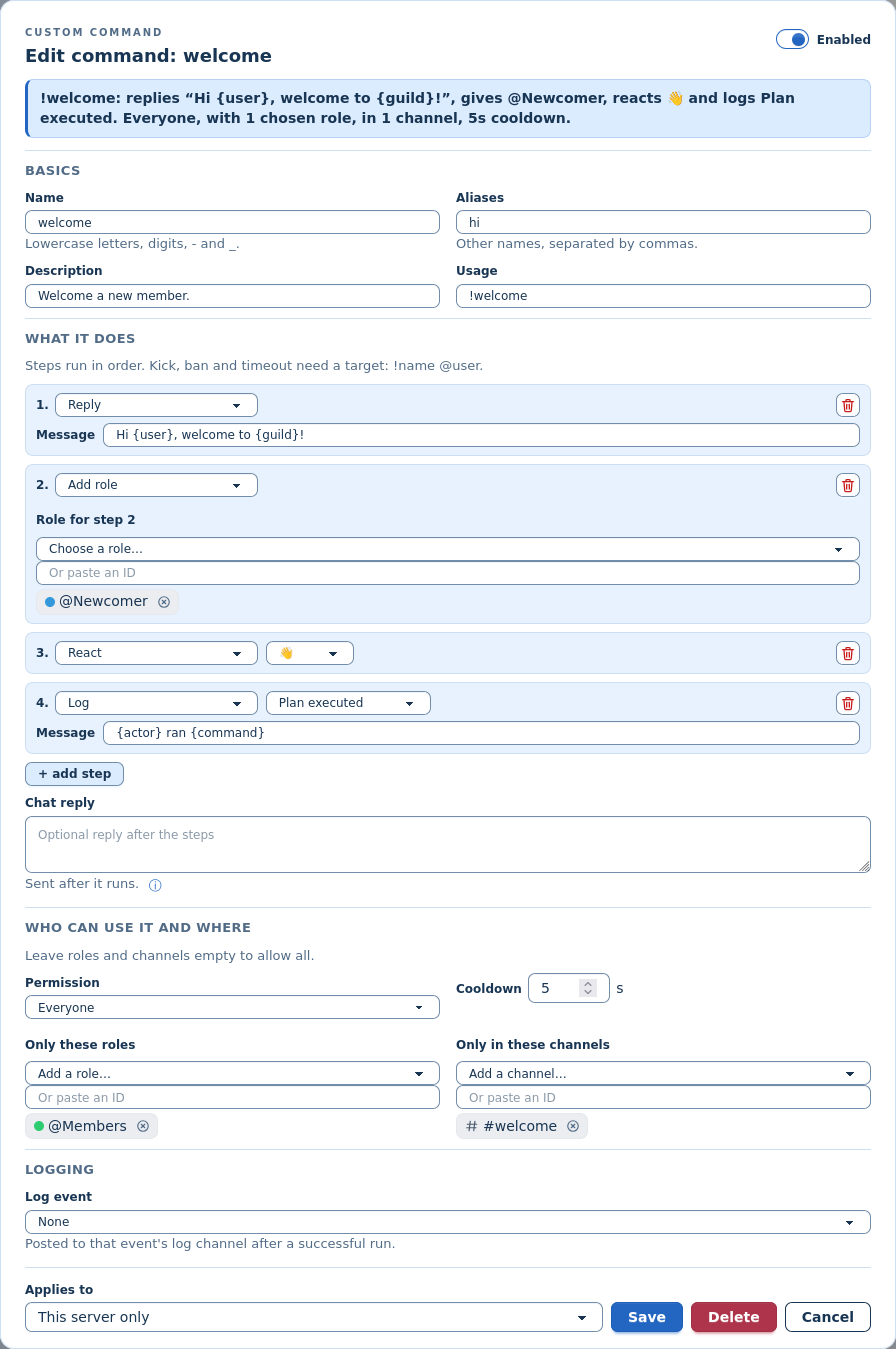 CUSTOM COMMAND
Edit command: welcome
Enabled
!welcome: replies “Hi {user}, welcome to {guild}!”, gives @Newcomer, reacts 👋 and logs Plan
executed. Everyone, with 1 chosen role, in 1 channel, 5s cooldown.
BASICS
Name
Aliases
welcome
hi
Lowercase letters, digits, - and _.
Other names, separated by commas.
Description
Usage
Welcome a new member.
!welcome
WHAT IT DOES
Steps run in order. Kick, ban and timeout need a target: !name @user.
1. Reply
Message Hi {user}, welcome to {guild}!
2. Add role
Role for step 2
Choose a role...
Or paste an ID
@Newcomer
3. React 👋
4. Log Plan executed
Message {actor} ran {command}
+ add step
Chat reply
Optional reply after the steps
Sent after it runs. ⓘ
WHO CAN USE IT AND WHERE
Leave roles and channels empty to allow all.
Permission
Everyone
Cooldown 5 s
Only these roles
Only in these channels
Add a role...
Add a channel...
Or paste an ID
Or paste an ID
@Members
# #welcome
LOGGING
Log event
None
Posted to that event's log channel after a successful run.
Applies to
This server only
Save
Delete
Cancel